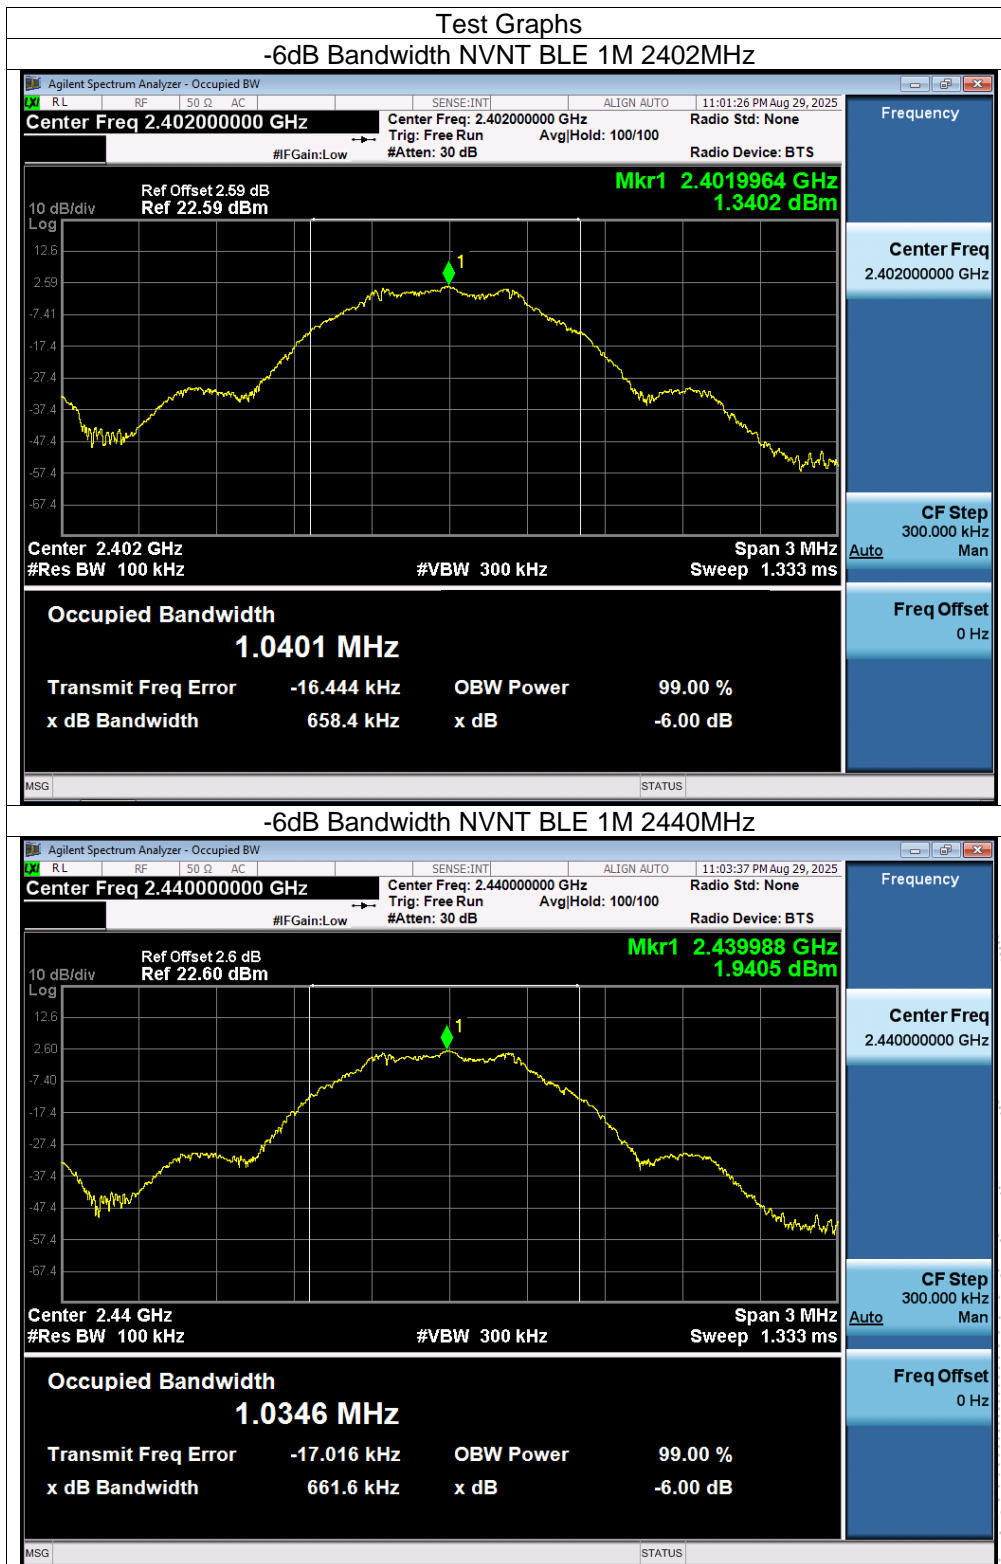 Test Graphs
-6dB Bandwidth NVNT BLE 1M 2402MHz
Agilent Spectrum Analyzer - Occupied BW
LXI RL RF 50 Ω AC SENSE:INT ALIGN AUTO 11:01:26 PM Aug 29, 2025
Center Freq 2.402000000 GHz
Center Freq: 2.402000000 GHz
Radio Std: None
Trig: Free Run Avg|Hold: 100/100
#IFGain:Low #Atten: 30 dB Radio Device: BTS
Frequency
Mkr1 2.4019964 GHz
1.3402 dBm
Ref Offset 2.59 dB
10 dB/div Ref 22.59 dBm
Log
12.6
1
2.59
-7.41
-17.4
-27.4
-37.4
-47.4
-57.4
-67.4
Center Freq
2.402000000 GHz
Center 2.402 GHz Span 3 MHz
#Res BW 100 kHz #VBW 300 kHz Sweep 1.333 ms
CF Step
300.000 kHz
Auto Man
Freq Offset
0 Hz
Occupied Bandwidth
1.0401 MHz
Transmit Freq Error -16.444 kHz OBW Power 99.00 %
x dB Bandwidth 658.4 kHz x dB -6.00 dB
MSG STATUS
-6dB Bandwidth NVNT BLE 1M 2440MHz
Agilent Spectrum Analyzer - Occupied BW
LXI RL RF 50 Ω AC SENSE:INT ALIGN AUTO 11:03:37 PM Aug 29, 2025
Center Freq 2.440000000 GHz
Center Freq: 2.440000000 GHz
Radio Std: None
Trig: Free Run Avg|Hold: 100/100
#IFGain:Low #Atten: 30 dB Radio Device: BTS
Frequency
Mkr1 2.439988 GHz
1.9405 dBm
Ref Offset 2.6 dB
10 dB/div Ref 22.60 dBm
Log
12.6
1
2.60
-7.40
-17.4
-27.4
-37.4
-47.4
-57.4
-67.4
Center Freq
2.440000000 GHz
Center 2.44 GHz Span 3 MHz
#Res BW 100 kHz #VBW 300 kHz Sweep 1.333 ms
CF Step
300.000 kHz
Auto Man
Freq Offset
0 Hz
Occupied Bandwidth
1.0346 MHz
Transmit Freq Error -17.016 kHz OBW Power 99.00 %
x dB Bandwidth 661.6 kHz x dB -6.00 dB
MSG STATUS